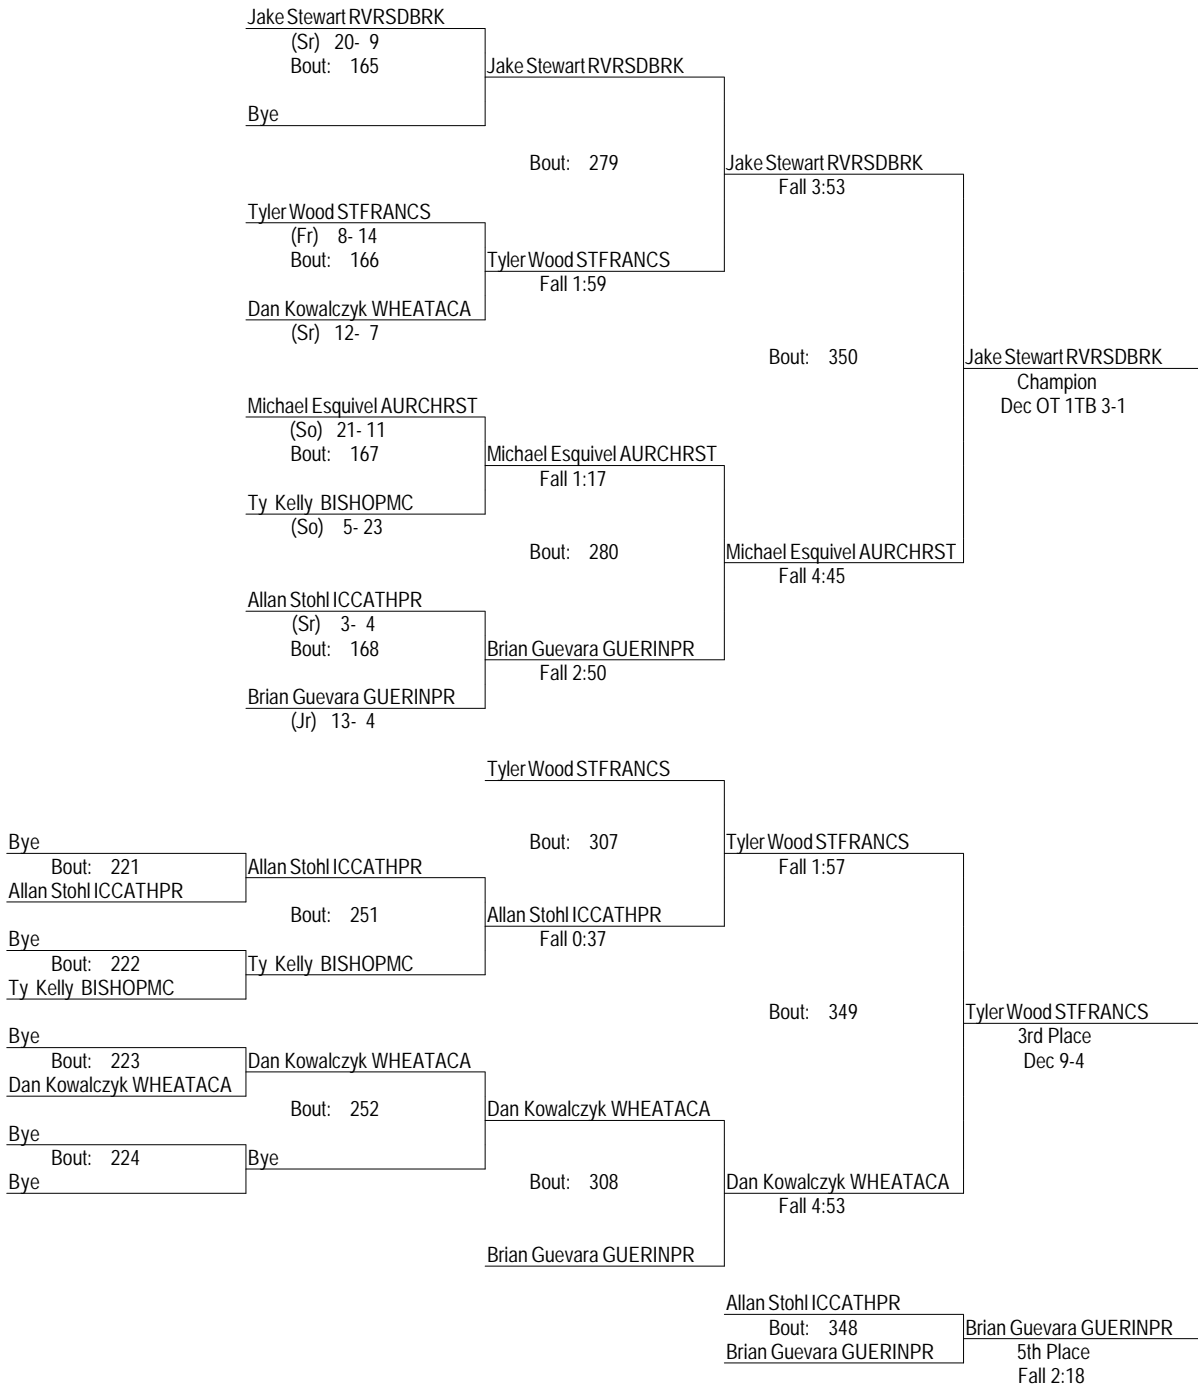 Jake Stewart RVRSDBRK
(Sr) 20- 9
Bout: 165
Jake Stewart RVRSDBRK
Bye
Bout: 279
Jake Stewart RVRSDBRK
Fall 3:53
Tyler Wood STFRANCS
(Fr) 8- 14
Bout: 166
Tyler Wood STFRANCS
Fall 1:59
Dan Kowalczyk WHEATACA
(Sr) 12- 7
Bout: 350
Jake Stewart RVRSDBRK
Champion
Dec OT 1TB 3-1
Michael Esquivel AURCHRST
(So) 21- 11
Bout: 167
Michael Esquivel AURCHRST
Fall 1:17
Ty Kelly BISHOPMC
(So) 5- 23
Bout: 280
Michael Esquivel AURCHRST
Fall 4:45
Allan Stohl ICCATHPR
(Sr) 3- 4
Bout: 168
Brian Guevara GUERINPR
Fall 2:50
Brian Guevara GUERINPR
(Jr) 13- 4
Tyler Wood STFRANCS
Bye
Bout: 307
Tyler Wood STFRANCS
Fall 1:57
Bout: 221
Allan Stohl ICCATHPR
Allan Stohl ICCATHPR
Bout: 251
Allan Stohl ICCATHPR
Fall 0:37
Bye
Bout: 222
Ty Kelly BISHOPMC
Ty Kelly BISHOPMC
Bout: 349
Tyler Wood STFRANCS
3rd Place
Dec 9-4
Bye
Bout: 223
Dan Kowalczyk WHEATACA
Dan Kowalczyk WHEATACA
Bout: 252
Dan Kowalczyk WHEATACA
Bye
Bout: 224
Bye
Bye
Bout: 308
Dan Kowalczyk WHEATACA
Fall 4:53
Brian Guevara GUERINPR
Allan Stohl ICCATHPR
Bout: 348
Brian Guevara GUERINPR
Brian Guevara GUERINPR
5th Place
Fall 2:18